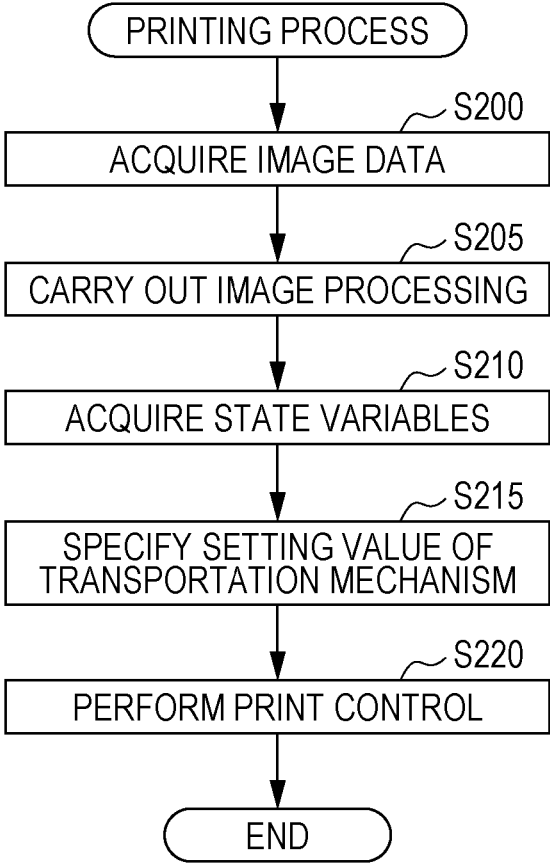 PRINTING PROCESS
S200
ACQUIRE IMAGE DATA
S205
CARRY OUT IMAGE PROCESSING
S210
ACQUIRE STATE VARIABLES
S215
SPECIFY SETTING VALUE OF
TRANSPORTATION MECHANISM
S220
PERFORM PRINT CONTROL
END